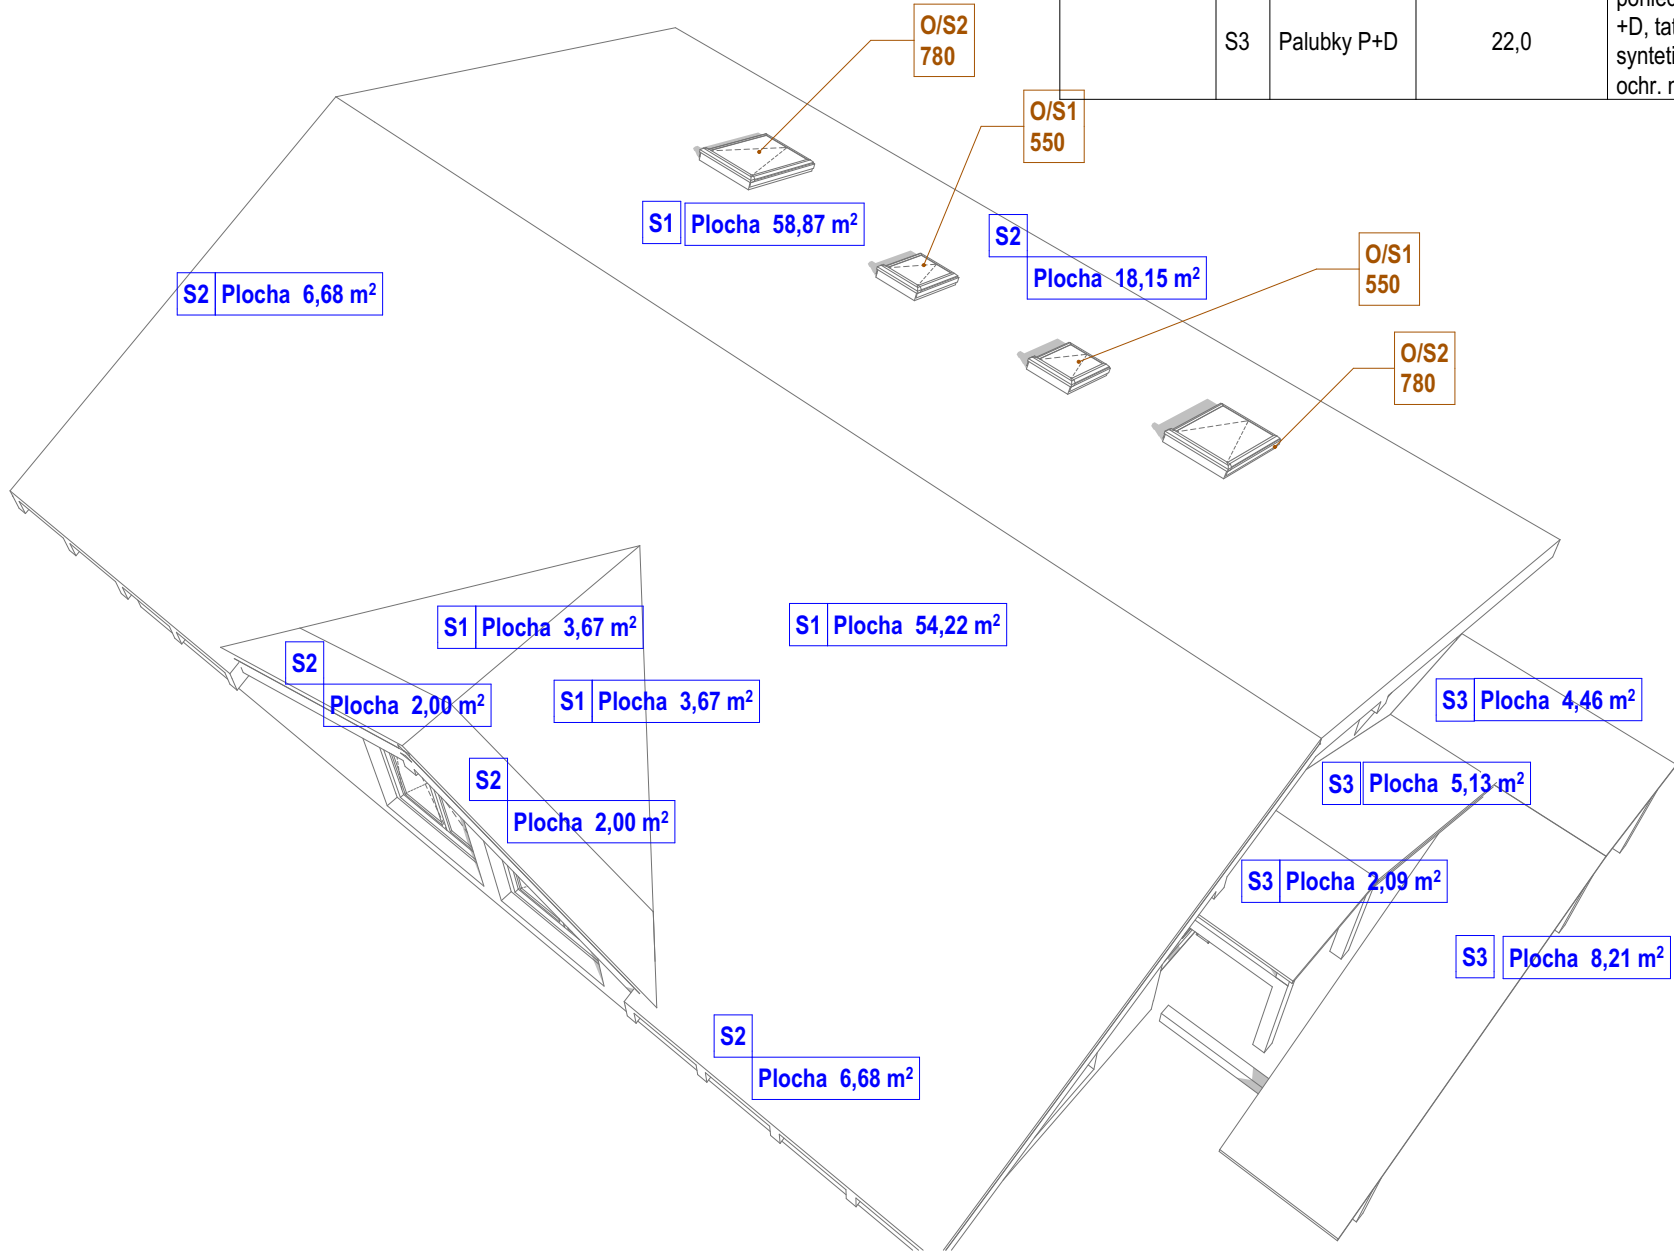 O/S2
780
S3 Palubky P+D 22,0
O/S1
550
S1 Plocha 58,87 m²
S2
Plocha 18,15 m²
O/S1
550
S2 Plocha 6,68 m²
O/S2
780
S1 Plocha 3,67 m²
S1 Plocha 54,22 m²
S2
Plocha 2,00 m²
S1 Plocha 3,67 m²
S3 Plocha 4,46 m²
S2
Plocha 2,00 m²
S3 Plocha 5,13 m²
S3 Plocha 2,09 m²
S3 Plocha 8,21 m²
S2
Plocha 6,68 m²